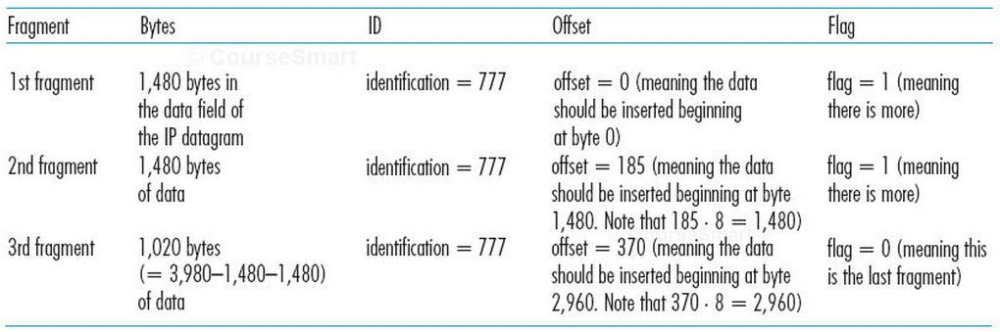 Fragment Bytes ID Offset Flag
© CourseSmart
1st fragment 1,480 bytes in identification = 777 offset = 0 (meaning the data flag = 1 (meaning
the data field of should be inserted beginning there is more)
the IP datagram at byte 0)
2nd fragment 1,480 bytes identification = 777 offset = 185 (meaning the data flag = 1 (meaning
of data should be inserted beginning at byte there is more)
1,480. Note that 185 · 8 = 1,480)
3rd fragment 1,020 bytes identification = 777 offset = 370 (meaning the data flag = 0 (meaning this
(= 3,980–1,480–1,480) should be inserted beginning at byte is the last fragment)
of data 2,960. Note that 370 · 8 = 2,960)